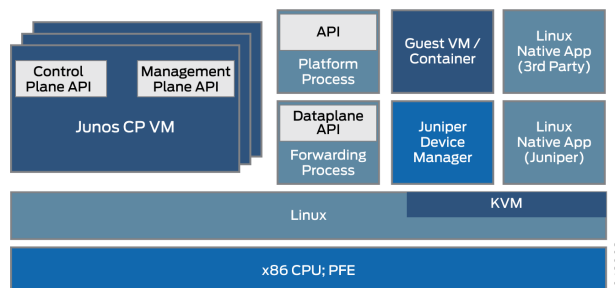 Control
Plane API
Management
Plane API
Junos CP VM
API
Platform
Process
Guest VM /
Container
Linux
Native App
(3rd Party)
Dataplane
API
Forwarding
Process
Juniper
Device
Manager
Linux
Native App
(Juniper)
KVM
Linux
x86 CPU; PFE